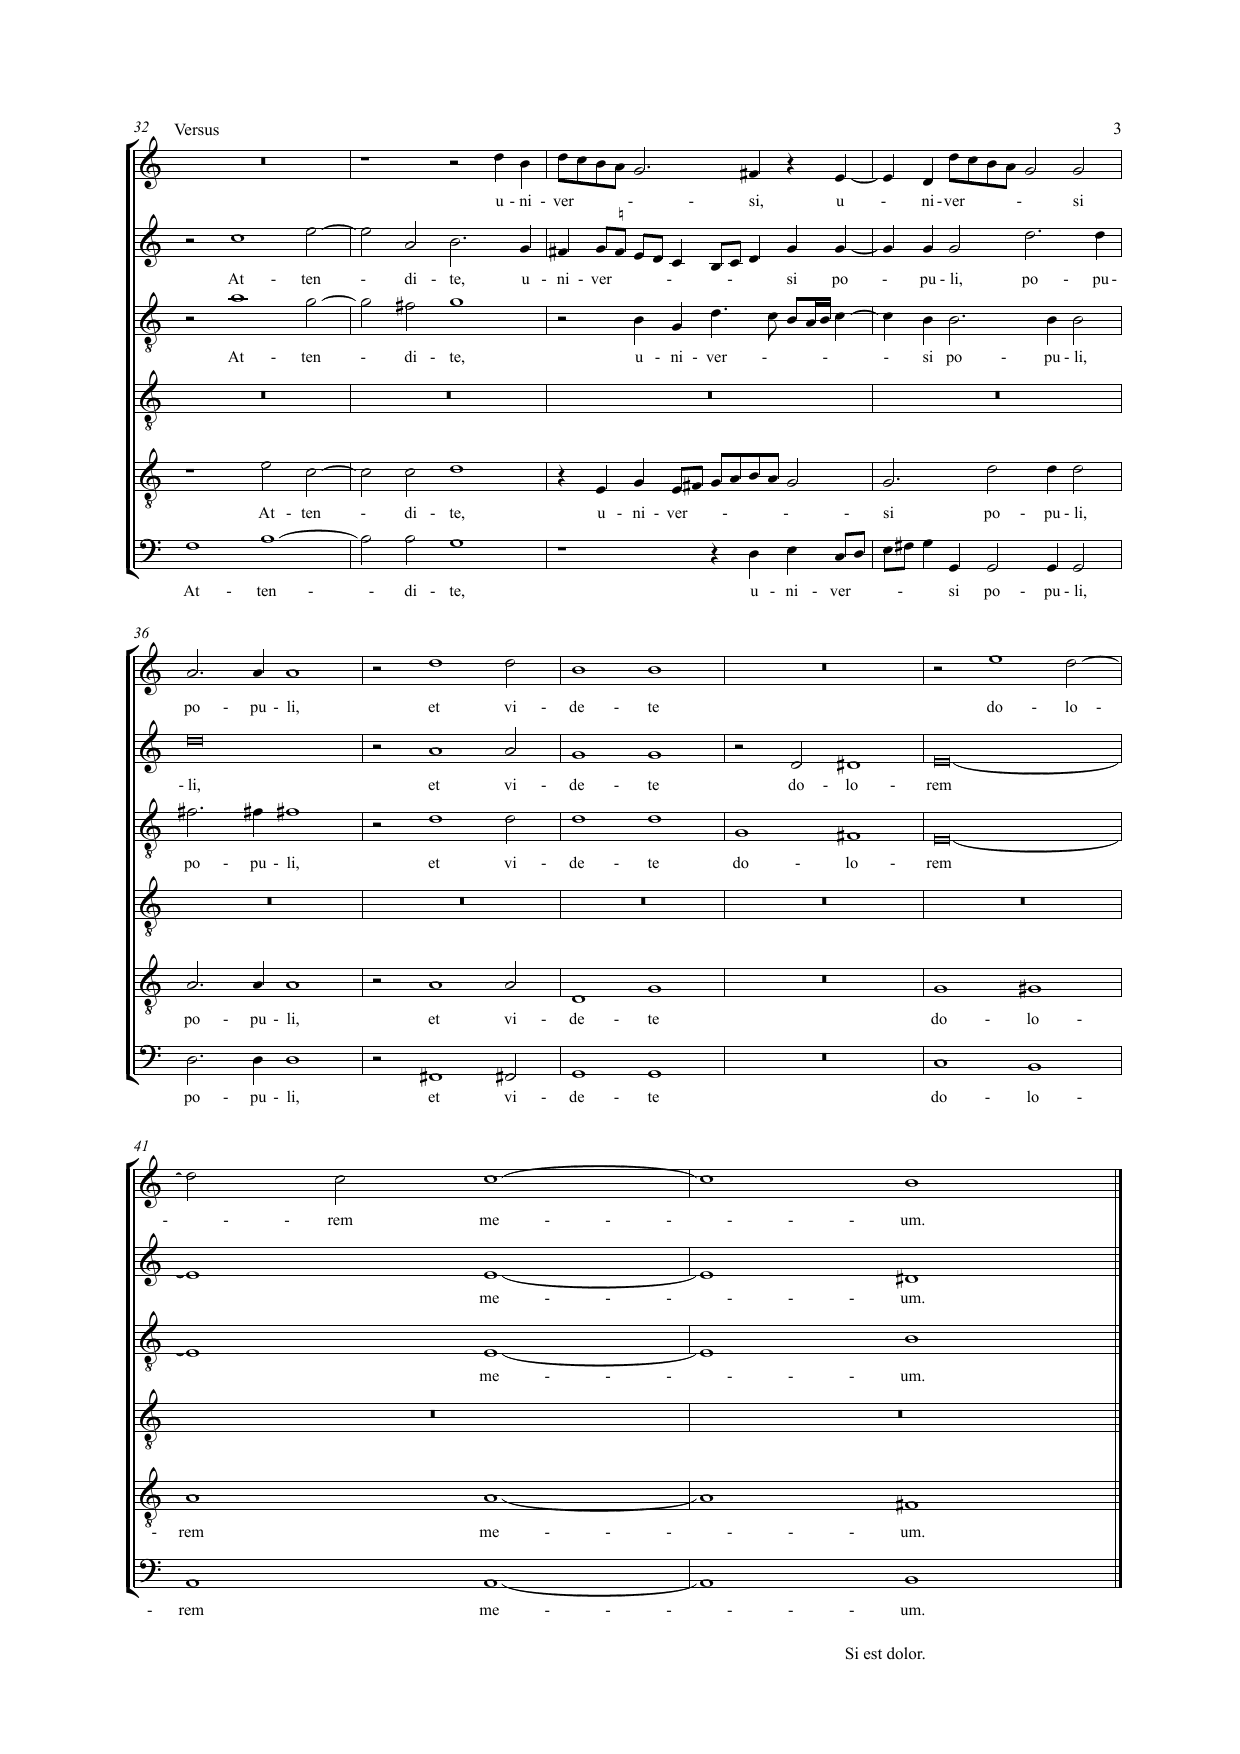 32 Versus 3
u - ni - ver - - si, u - ni - ver - si
♮
At - ten - di - te, u - ni - ver - - si po - pu - li, po - pu -
At - ten - di - te, u - ni - ver - - - si po - pu - li,
At - ten - di - te, u - ni - ver - - - si po - pu - li,
At - ten - - di - te, u - ni - ver - si po - pu - li,
36
po - pu - li, et vi - de - te do - lo -
- li, et vi - de - te do - lo - rem
po - pu - li, et vi - de - te do - lo - rem
po - pu - li, et vi - de - te do - lo -
po - pu - li, et vi - de - te do - lo -
41
- - - rem me - - - - - - um.
me - - - - - - um.
me - - - - - - um.
- rem me - - - - - - um.
- rem me - - - - - - um.
Si est dolor.